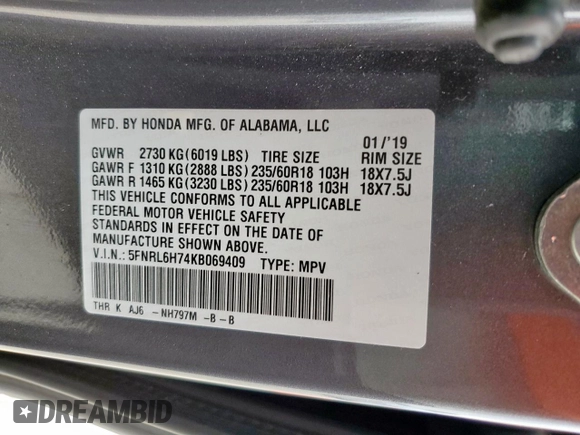 MFD. BY HONDA MFG. OF ALABAMA, LLC
01/'19
GVWR 2730 KG(6019 LBS) TIRE SIZE RIM SIZE
GAWR F 1310 KG(2888 LBS)235/60R18 103H 18X7.5J
GAWR R 1465 KG(3230 LBS)235/60R18 103H 18X7.5J
THIS VEHICLE CONFORMS TO ALL APPLICABLE
FEDERAL MOTOR VEHICLE SAFETY
STANDARDS IN EFFECT ON THE DATE OF
MANUFACTURE SHOWN ABOVE.
V.I.N.: 5FNRL6H74KB069409 TYPE: MPV
THR K AJ6 -NH797M -B-B
DREAMBID